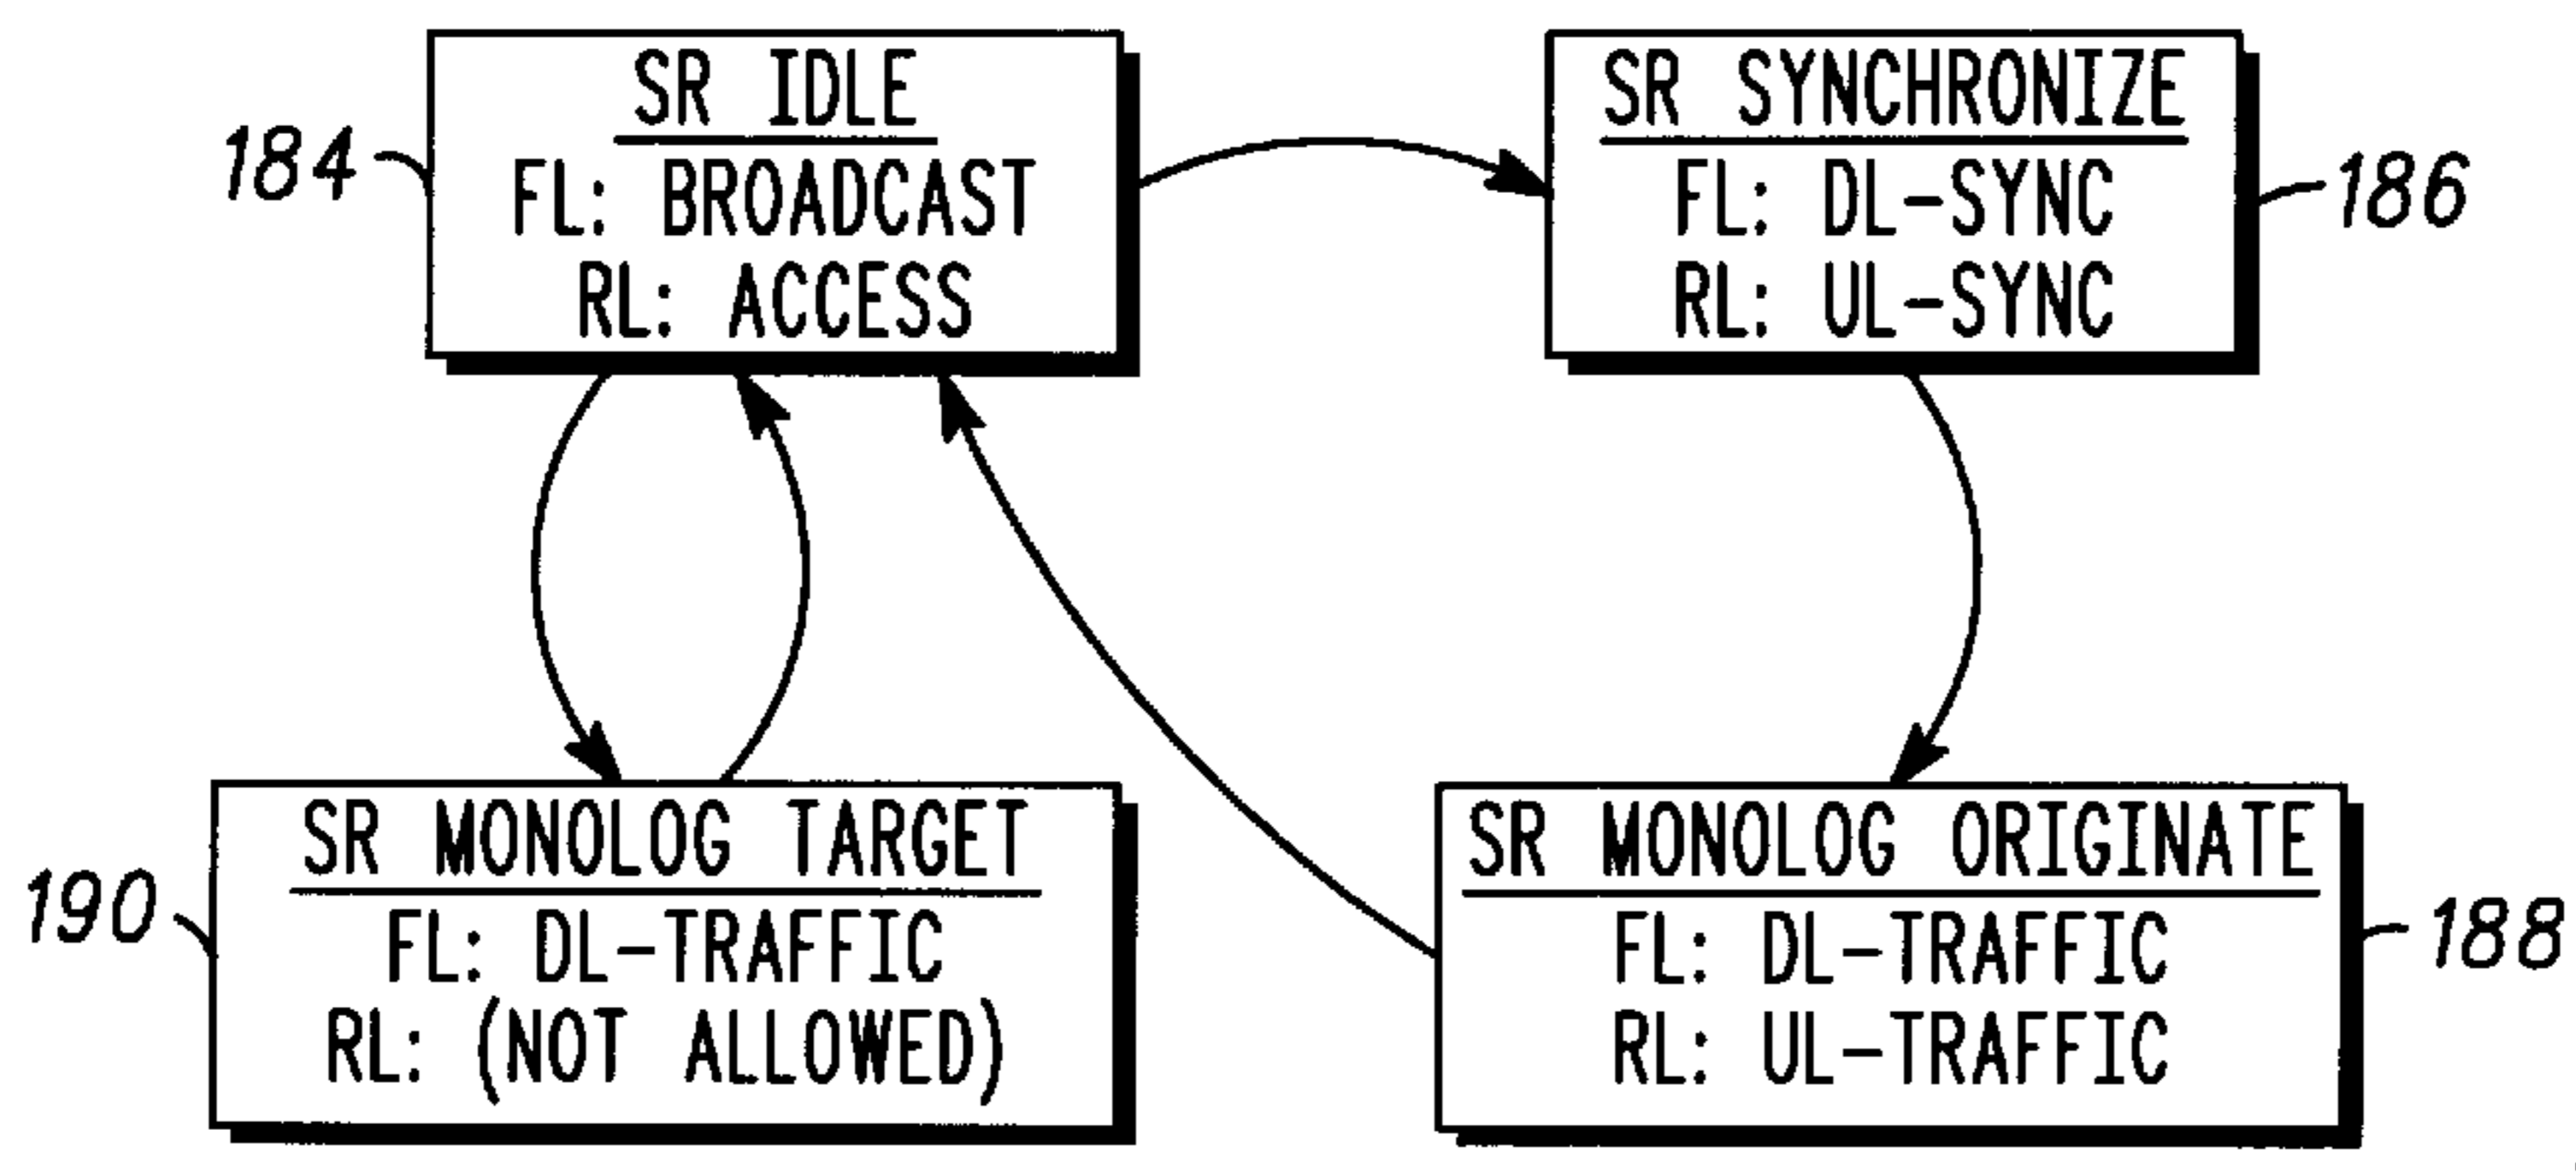 184
SR IDLE
FL: BROADCAST
RL: ACCESS
SR SYNCHRONIZE
FL: DL-SYNC
RL: UL-SYNC
186
190
SR MONOLOG TARGET
FL: DL-TRAFFIC
RL: (NOT ALLOWED)
SR MONOLOG ORIGINATE
FL: DL-TRAFFIC
RL: UL-TRAFFIC
188